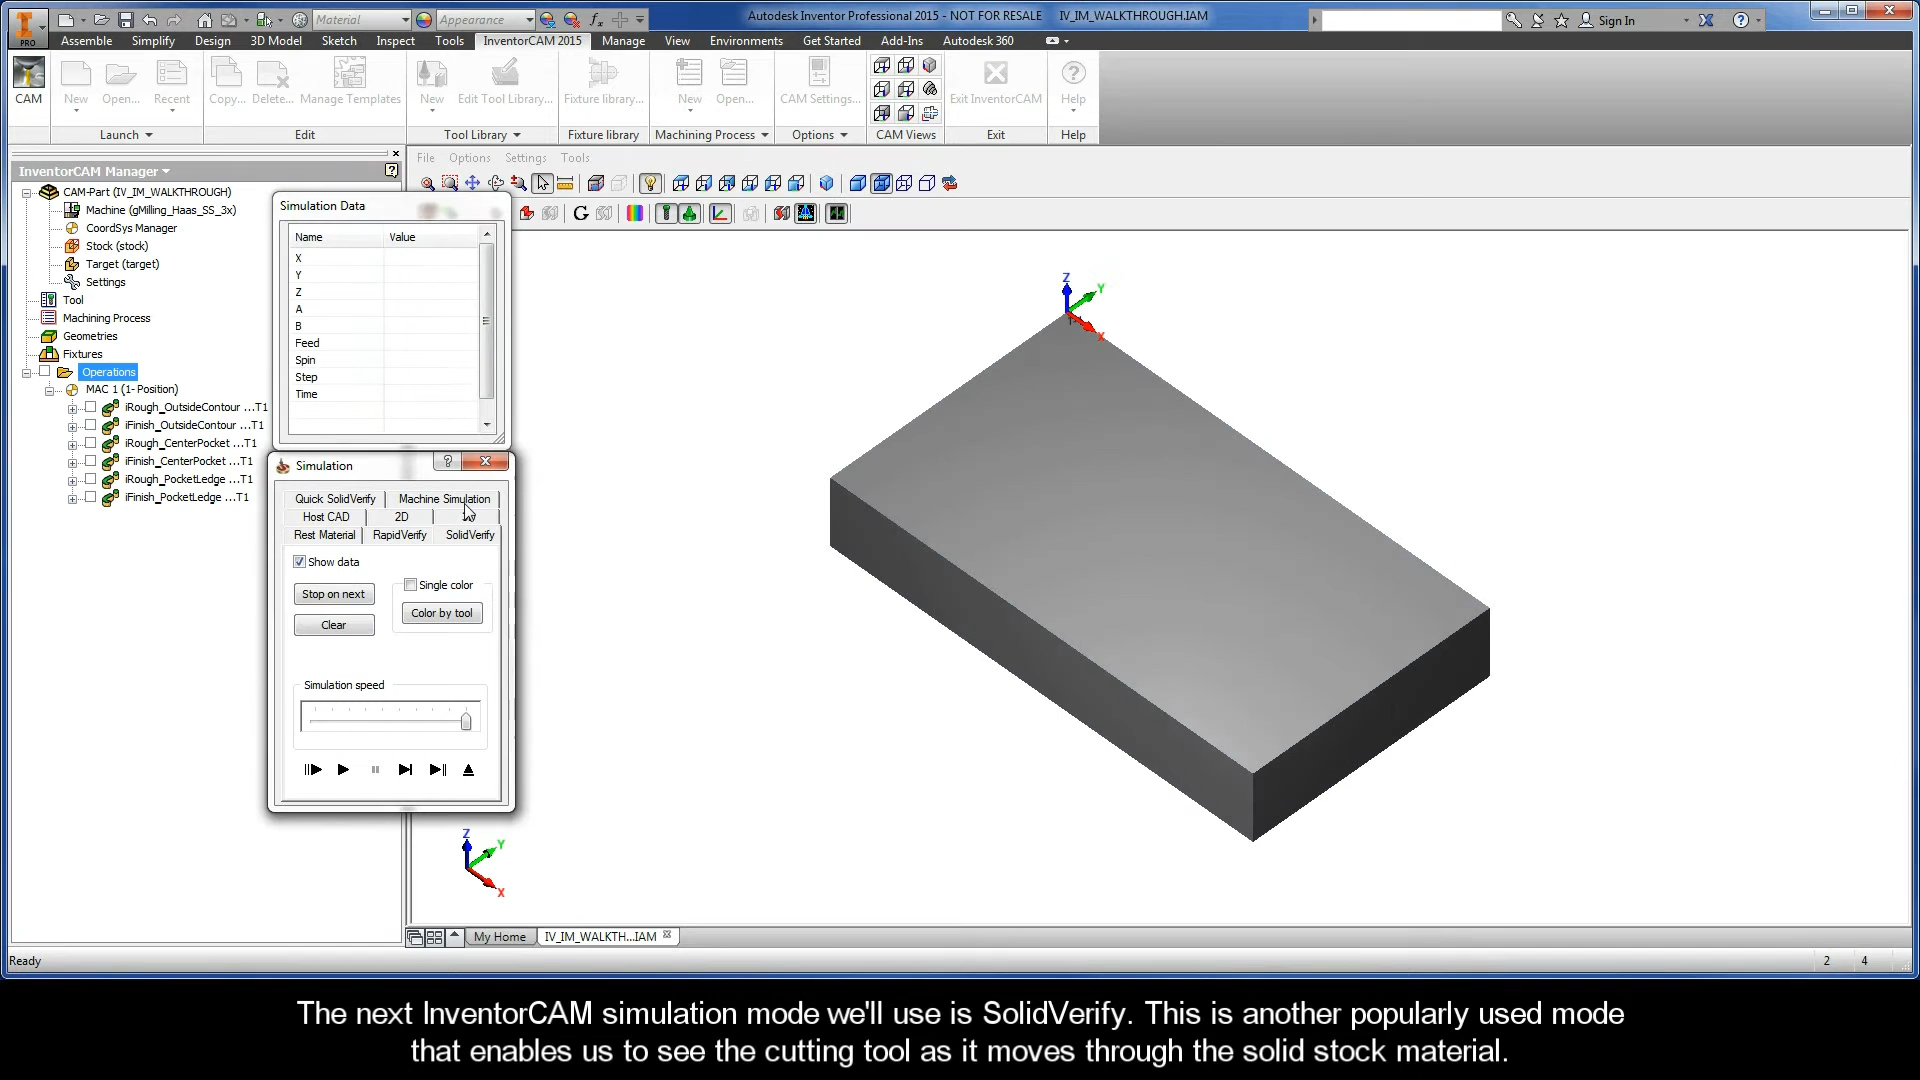 Material
Appearance
Autodesk Inventor Professional 2015 - NOT FOR RESALE IV_IM_WALKTHROUGH.IAM
Sign In
PRO
Assemble Simplify Design 3D Model Sketch Inspect Tools InventorCAM 2015 Manage View Environments Get Started Add-Ins Autodesk 360
CAM New Open... Recent Copy... Delete... Manage Templates New Edit Tool Library... Fixture library... New Open... CAM Settings... Exit InventorCAM Help
Launch Edit Tool Library Fixture library Machining Process Options CAM Views Exit Help
InventorCAM Manager
CAM-Part (IV_IM_WALKTHROUGH)
Machine (gMilling_Haas_SS_3x)
CoordSys Manager
Stock (stock)
Target (target)
Settings
Tool
Machining Process
Geometries
Fixtures
Operations
MAC 1 (1- Position)
iRough_OutsideContour ...T1
iFinish_OutsideContour ...T1
iRough_CenterPocket ...T1
iFinish_CenterPocket ...T1
iRough_PocketLedge ...T1
iFinish_PocketLedge ...T1
File Options Settings Tools
G
Simulation Data
Name Value
X
Y
Z
A
B
Feed
Spin
Step
Time
Simulation
Quick SolidVerify Machine Simulation
Host CAD 2D
Rest Material RapidVerify SolidVerify
Show data
Stop on next
Single color
Color by tool
Clear
Simulation speed
Z
Y
X
Z
Y
X
My Home IV_IM_WALKTH...IAM
Ready
2 4
The next InventorCAM simulation mode we'll use is SolidVerify. This is another popularly used mode
that enables us to see the cutting tool as it moves through the solid stock material.